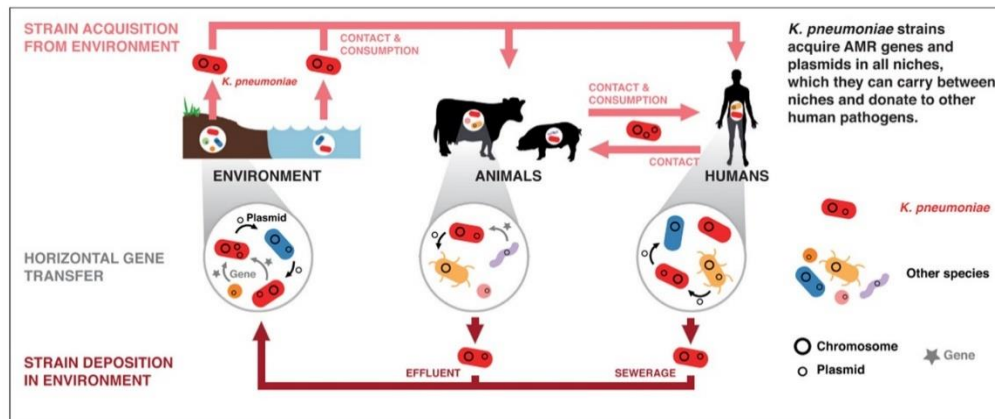 STRAIN ACQUISITION
FROM ENVIRONMENT
CONTACT &
CONSUMPTION
K. pneumoniae
CONTACT &
CONSUMPTION
CONTACT
K. pneumoniae strains
acquire AMR genes and
plasmids in all niches,
which they can carry between
niches and donate to other
human pathogens.
ENVIRONMENT
ANIMALS
HUMANS
HORIZONTAL GENE
TRANSFER
Plasmid
Gene
K. pneumoniae
Other species
Chromosome
Plasmid
Gene
STRAIN DEPOSITION
IN ENVIRONMENT
EFFLUENT
SEWERAGE